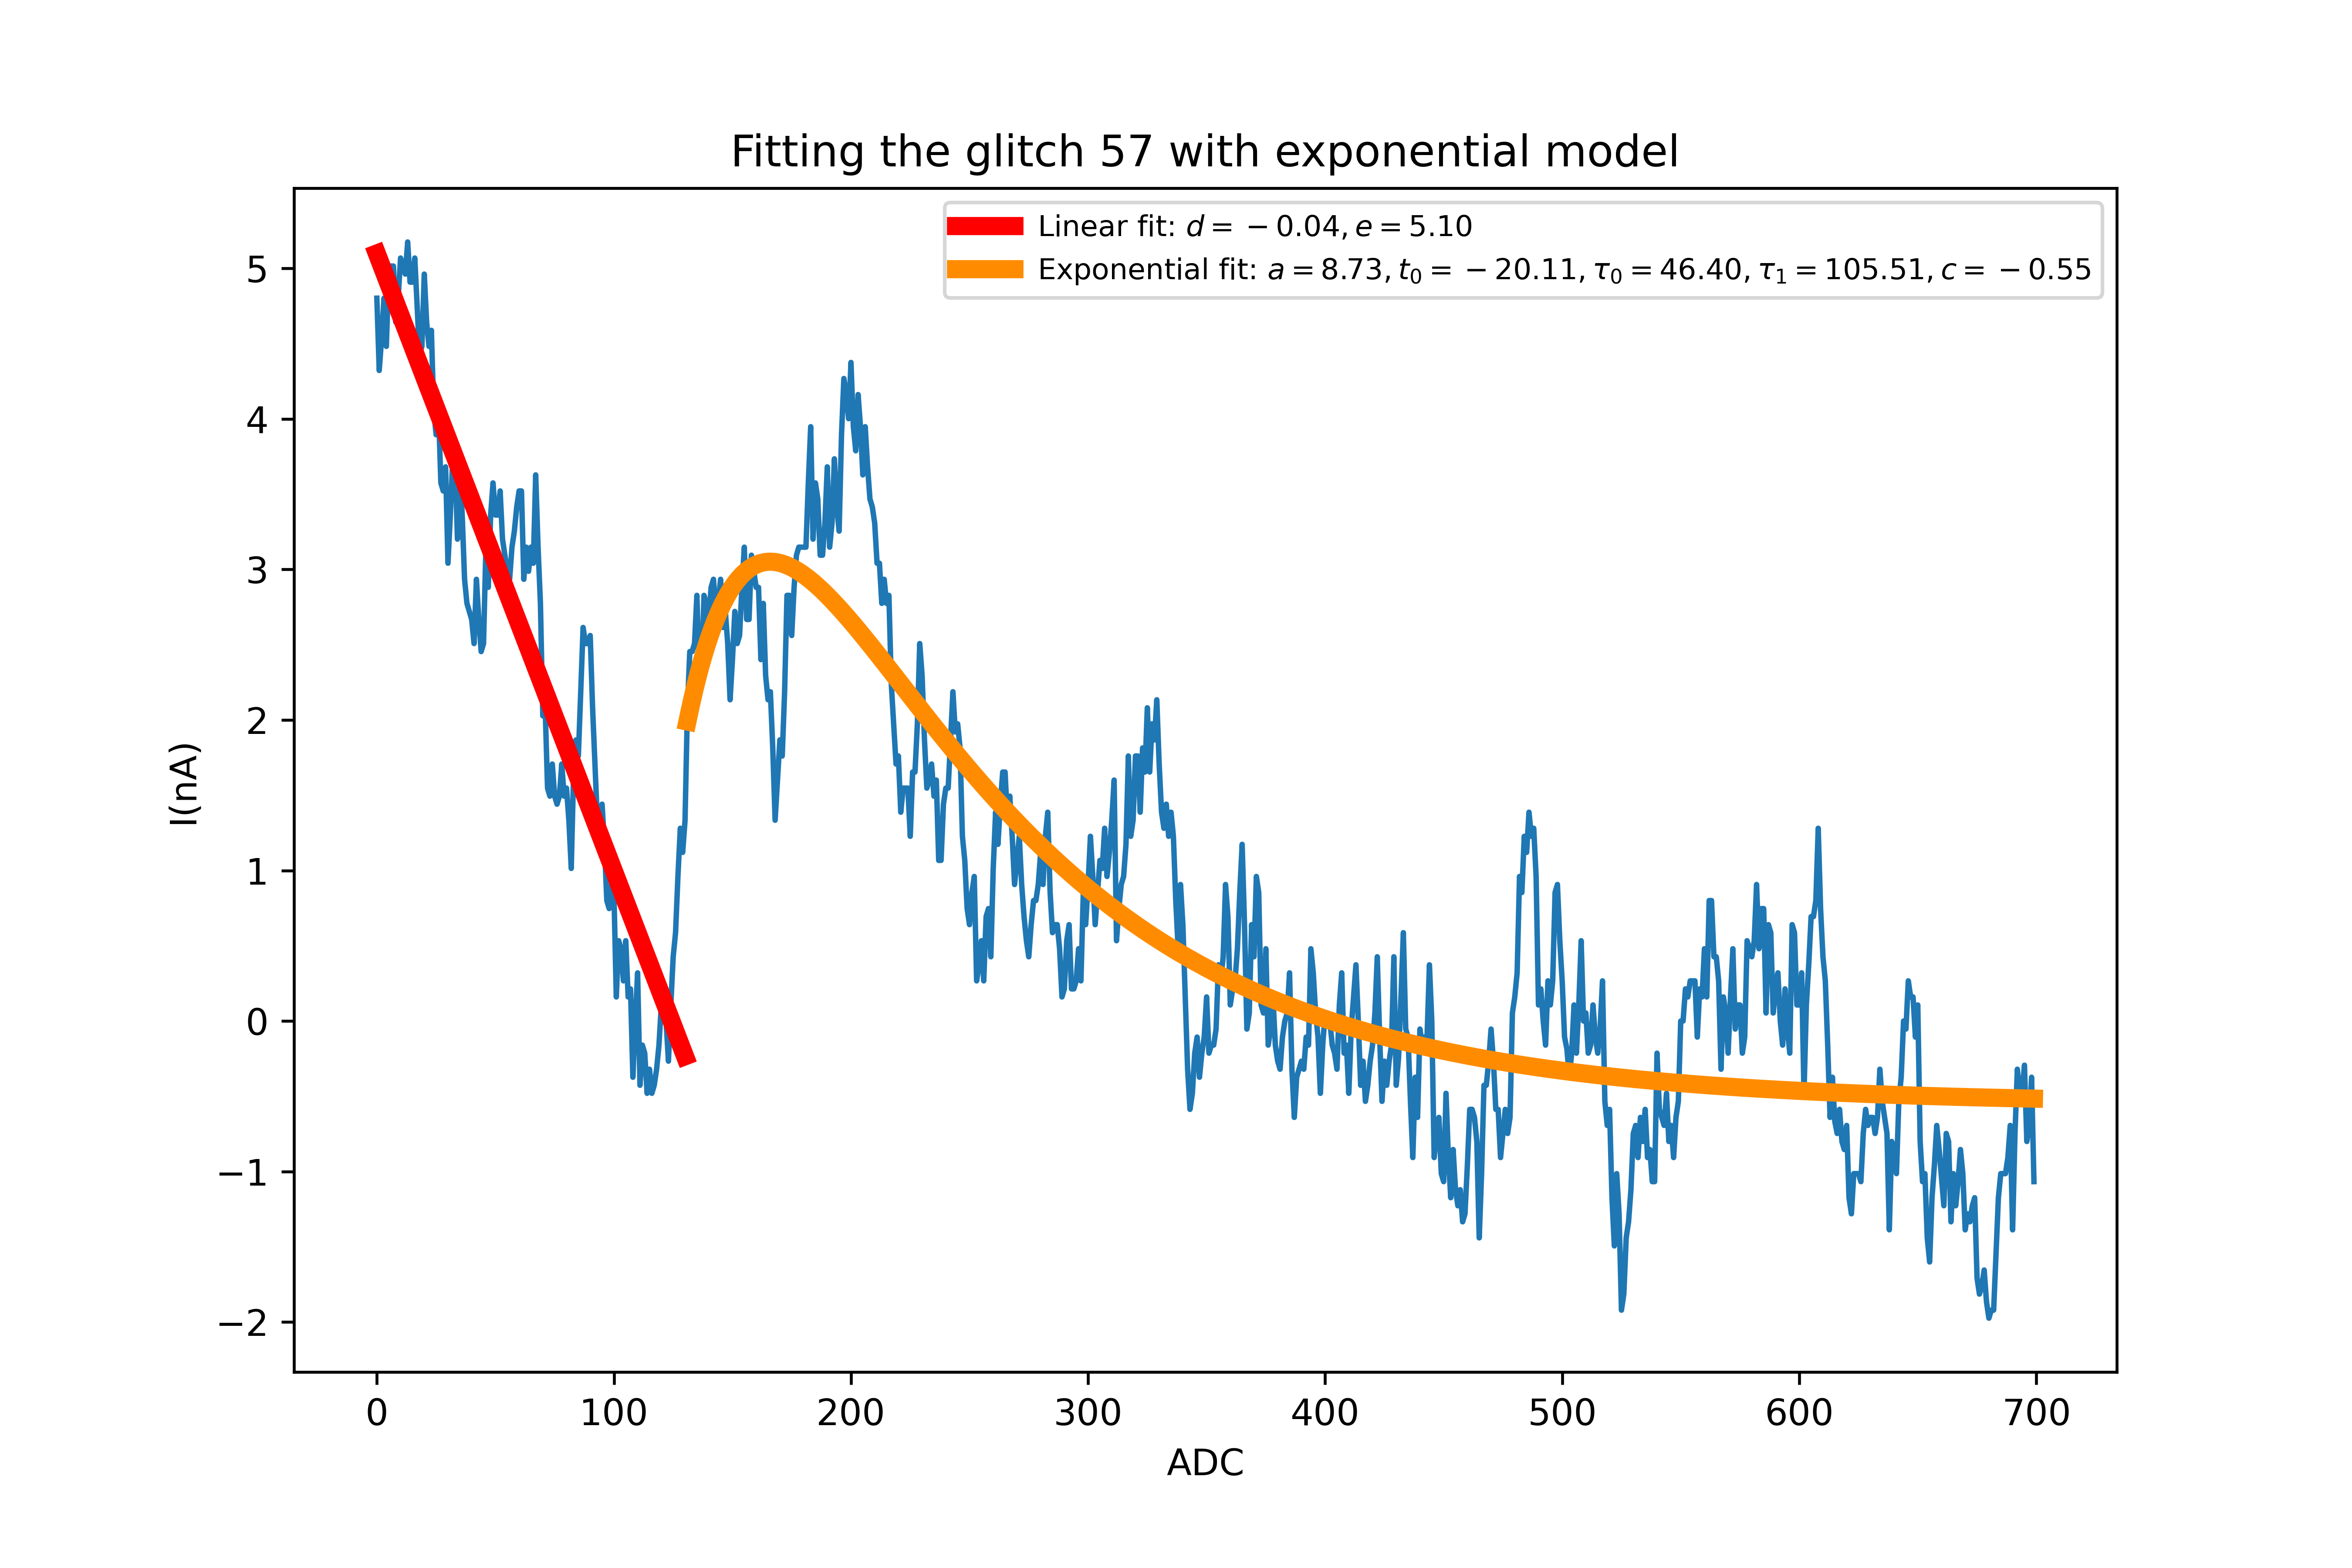 Fitting the glitch 57 with exponential model
Linear fit: d = −0.04, e = 5.10
Exponential fit: a = 8.73, t₀ = −20.11, τ₀ = 46.40, τ₁ = 105.51, c = −0.55
5
4
3
2
1
0
−1
−2
I(nA)
0 100 200 300 400 500 600 700
ADC